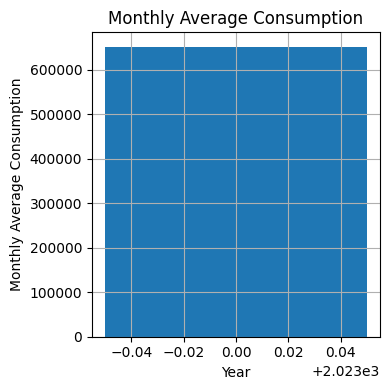 Monthly Average Consumption
Monthly Average Consumption
600000
500000
400000
300000
200000
100000
0
−0.04 −0.02 0.00 0.02 0.04
Year +2.023e3